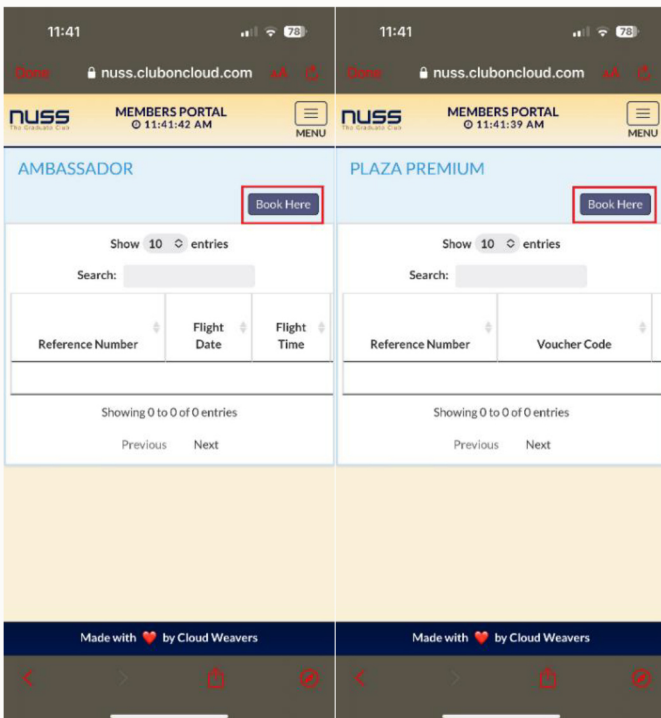 11:41
78
Done
nuss.cluboncloud.com
AA
nuss
The Graduate Club
MEMBERS PORTAL
11:41:42 AM
MENU
AMBASSADOR
Book Here
Show 10 entries
Search:
Reference Number
Flight Date
Flight Time
Showing 0 to 0 of 0 entries
Previous Next
Made with ❤️ by Cloud Weavers
11:41
78
Done
nuss.cluboncloud.com
AA
nuss
The Graduate Club
MEMBERS PORTAL
11:41:39 AM
MENU
PLAZA PREMIUM
Book Here
Show 10 entries
Search:
Reference Number
Voucher Code
Showing 0 to 0 of 0 entries
Previous Next
Made with ❤️ by Cloud Weavers